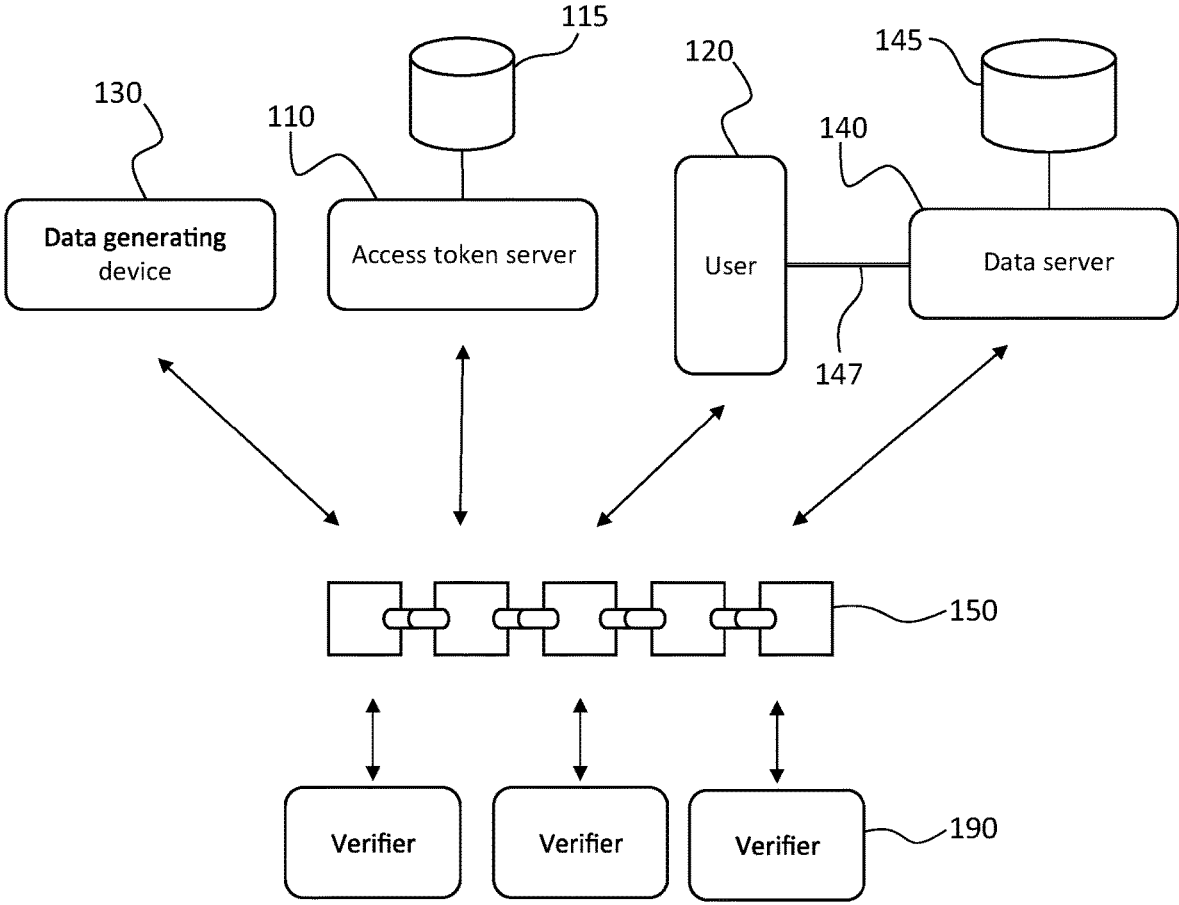 115
120
145
130
110
140
Data generating
device
Access token server
User
Data server
147
150
Verifier
Verifier
Verifier
190